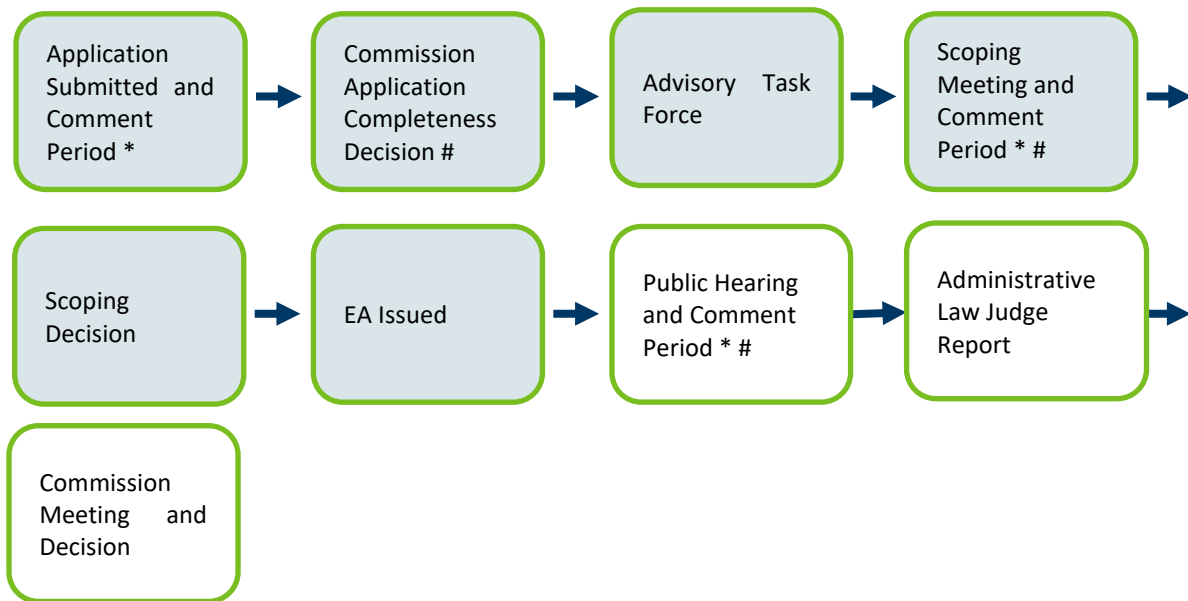 Application
Submitted and
Comment
Period *
Commission
Application
Completeness
Decision #
Advisory Task
Force
Scoping
Meeting and
Comment
Period * #
Scoping
Decision
EA Issued
Public Hearing
and Comment
Period * #
Administrative
Law Judge
Report
Commission
Meeting and
Decision